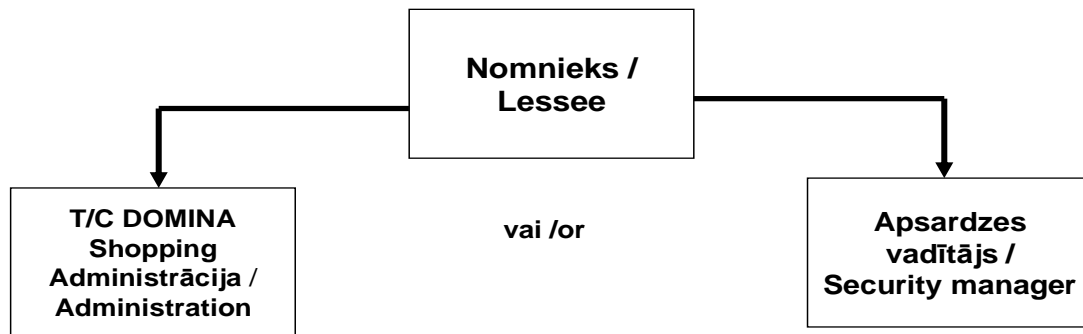 Nomnieks /
Lessee
T/C DOMINA
Shopping
Administrācija /
Administration
vai /or
Apsardzes
vadītājs /
Security manager